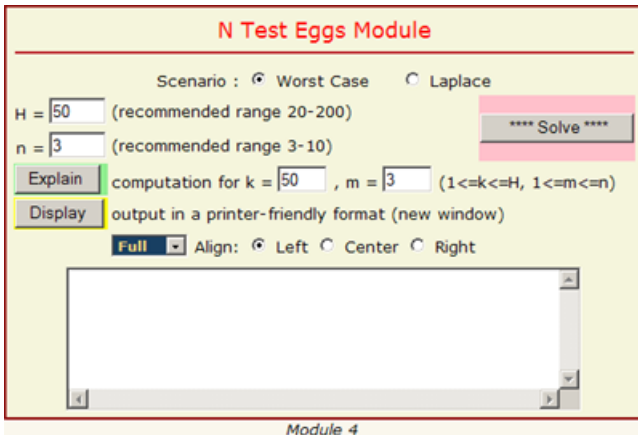 N Test Eggs Module
Scenario : Worst Case Laplace
H = 50 (recommended range 20-200)
**** Solve ****
n = 3 (recommended range 3-10)
Explain computation for k = 50 , m = 3 (1<=k<=H, 1<=m<=n)
Display output in a printer-friendly format (new window)
Full Align: Left Center Right
Module 4